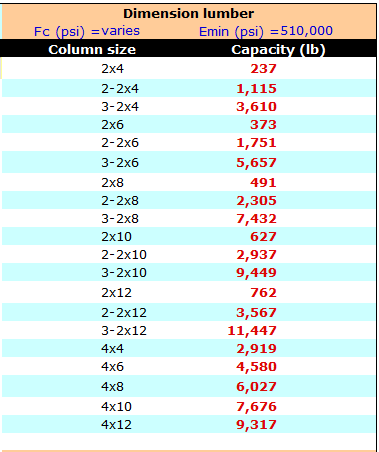 Dimension lumber
Fc (psi) =varies Emin (psi) =510,000
Column size Capacity (lb)
2x4 237
2-2x4 1,115
3-2x4 3,610
2x6 373
2-2x6 1,751
3-2x6 5,657
2x8 491
2-2x8 2,305
3-2x8 7,432
2x10 627
2-2x10 2,937
3-2x10 9,449
2x12 762
2-2x12 3,567
3-2x12 11,447
4x4 2,919
4x6 4,580
4x8 6,027
4x10 7,676
4x12 9,317